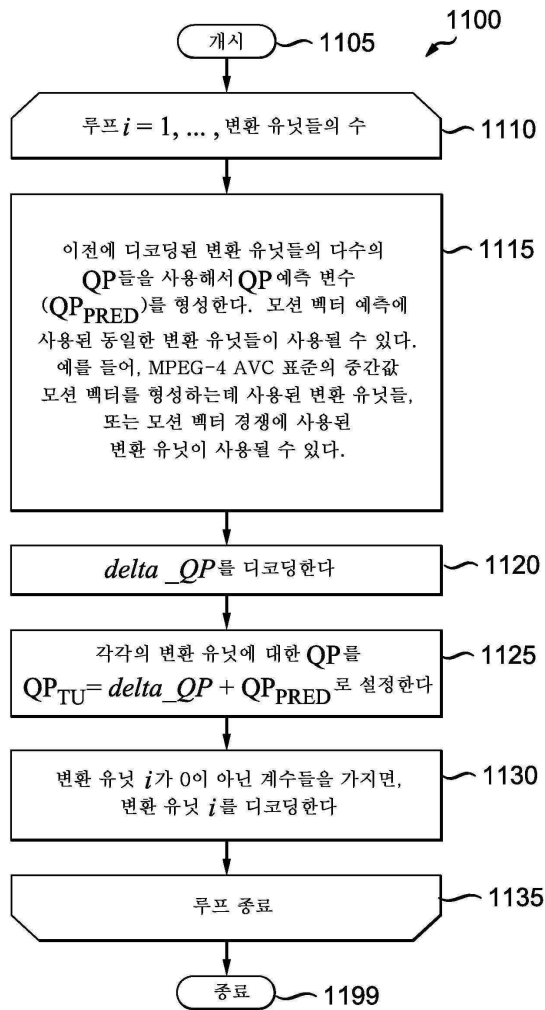 1100
개시 1105
루프 i = 1, ... , 변환 유닛들의 수 1110
이전에 디코딩된 변환 유닛들의 다수의
QP들을 사용해서 QP 예측 변수
(QPPRED)를 형성한다. 모션 벡터 예측에
사용된 동일한 변환 유닛들이 사용될 수 있다.
예를 들어, MPEG-4 AVC 표준의 중간값
모션 벡터를 형성하는데 사용된 변환 유닛들,
또는 모션 벡터 경쟁에 사용된
변환 유닛이 사용될 수 있다.
1115
delta_QP를 디코딩한다 1120
각각의 변환 유닛에 대한 QP를
QPTU= delta_QP + QPPRED로 설정한다
1125
변환 유닛 i가 0이 아닌 계수들을 가지면,
변환 유닛 i를 디코딩한다
1130
루프 종료 1135
종료 1199